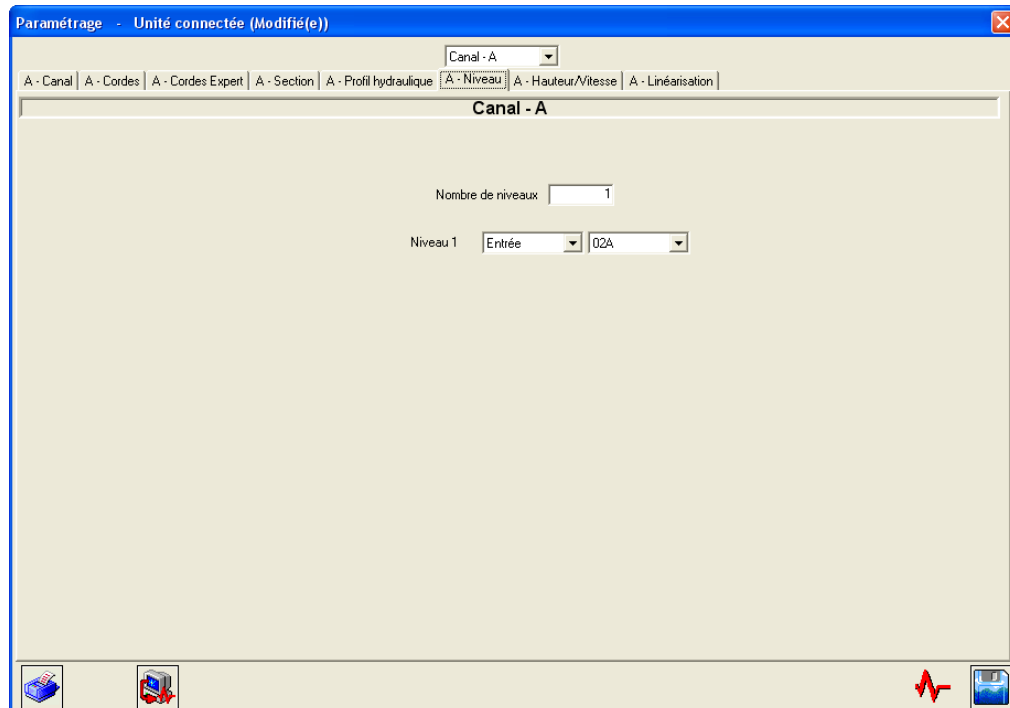 Paramétrage - Unité connectée (Modifié(e))
Canal - A
A - Canal A - Cordes A - Cordes Expert A - Section A - Profil hydraulique A - Niveau A - Hauteur/Vitesse A - Linéarisation
Canal - A
Nombre de niveaux 1
Niveau 1 Entrée 02A